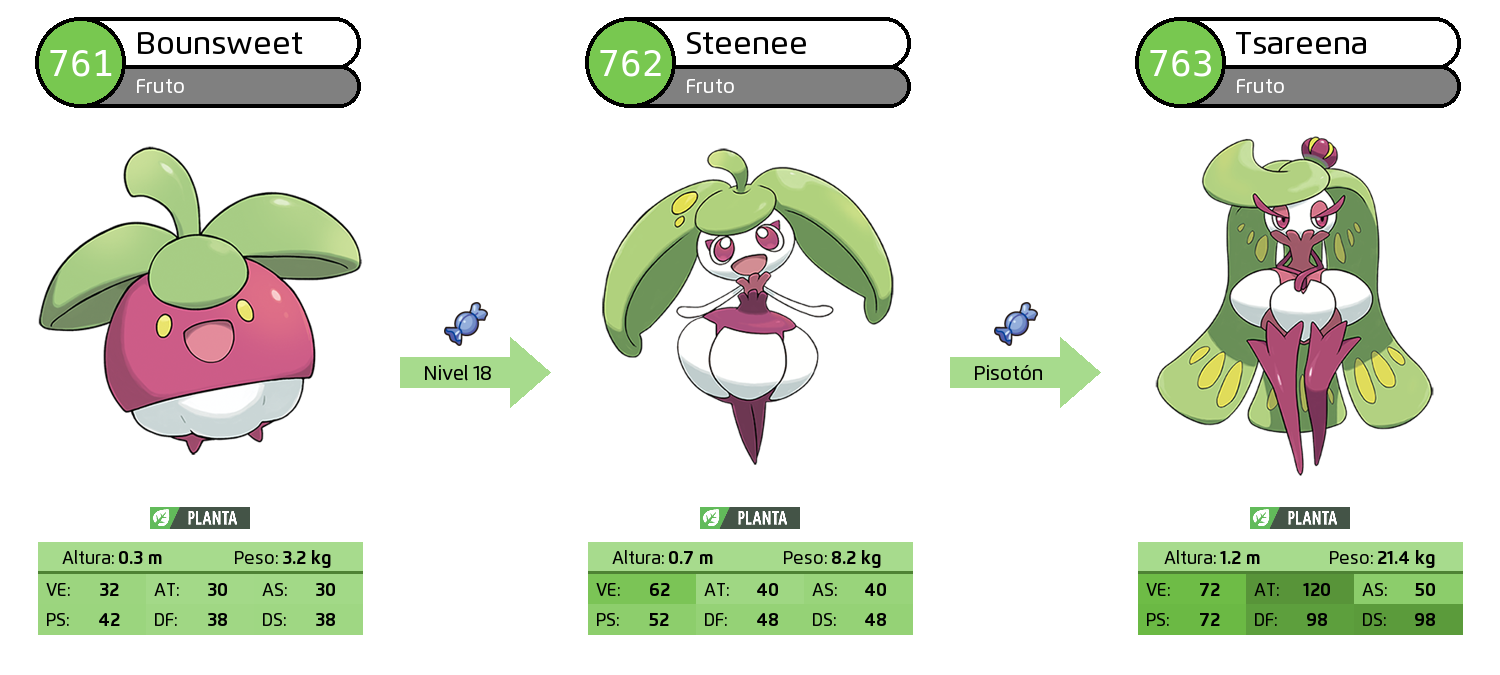 761 Bounsweet
Fruto
762 Steenee
Fruto
763 Tsareena
Fruto
Nivel 18
Pisotón
PLANTA
Altura: 0.3 m Peso: 3.2 kg
VE: 32 AT: 30 AS: 30
PS: 42 DF: 38 DS: 38
PLANTA
Altura: 0.7 m Peso: 8.2 kg
VE: 62 AT: 40 AS: 40
PS: 52 DF: 48 DS: 48
PLANTA
Altura: 1.2 m Peso: 21.4 kg
VE: 72 AT: 120 AS: 50
PS: 72 DF: 98 DS: 98